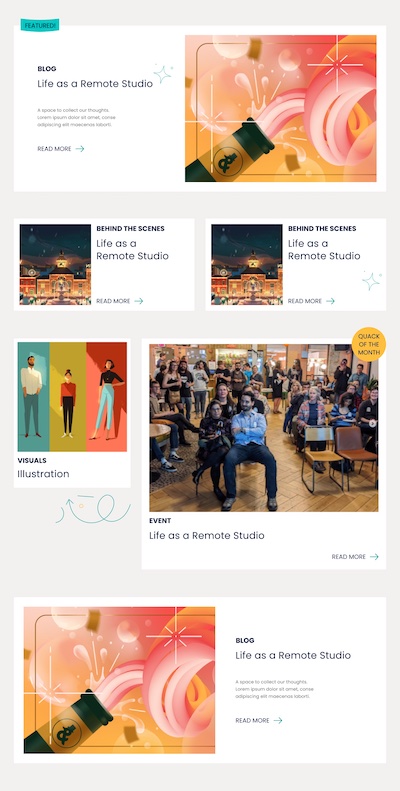 FEATURED!
BLOG
Life as a Remote Studio
A space to collect our thoughts.
Lorem ipsum dolor sit amet, conse
adipiscing elit maecenas laborti.
READ MORE
BEHIND THE SCENES
Life as a
Remote Studio
READ MORE
BEHIND THE SCENES
Life as a
Remote Studio
READ MORE
VISUALS
Illustration
QUACK
OF THE
MONTH
EVENT
Life as a Remote Studio
READ MORE
BLOG
Life as a Remote Studio
A space to collect our thoughts.
Lorem ipsum dolor sit amet, conse
adipiscing elit maecenas laborti.
READ MORE